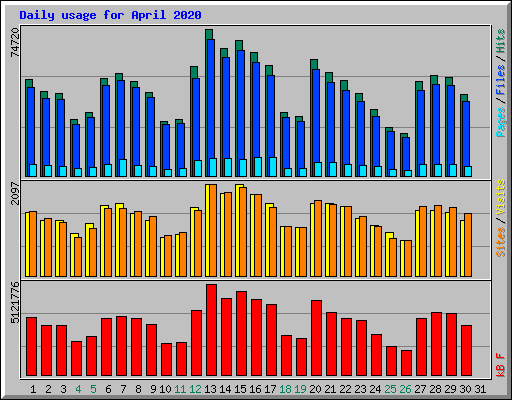 Daily usage for April 2020
74720
Pages / Files / Hits
2097
Sites / Visits
5121776
kB F
1 2 3 4 5 6 7 8 9 10 11 12 13 14 15 16 17 18 19 20 21 22 23 24 25 26 27 28 29 30 31